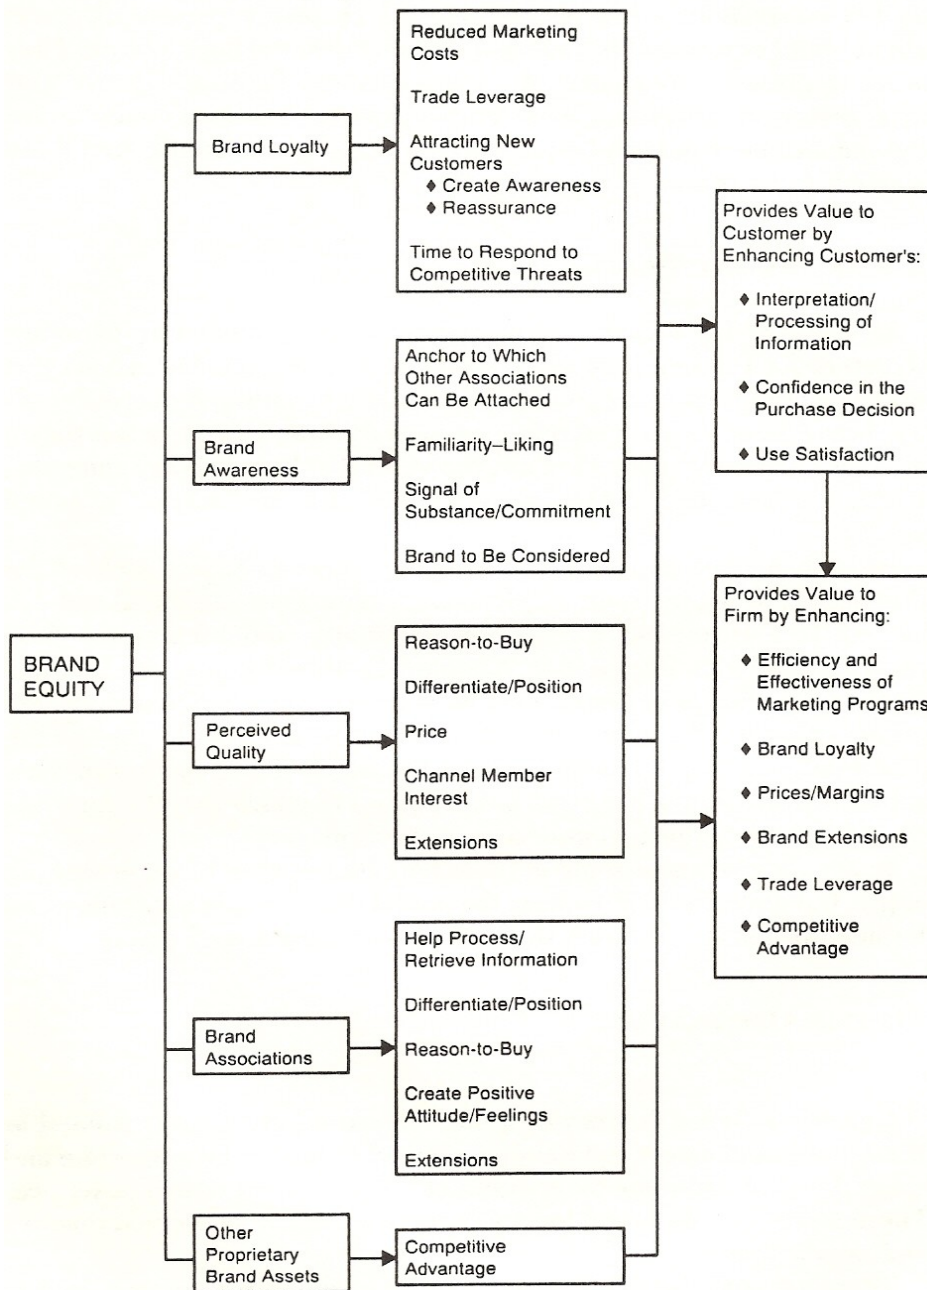 BRAND
EQUITY
Brand Loyalty
Reduced Marketing
Costs
Trade Leverage
Attracting New
Customers
♦ Create Awareness
♦ Reassurance
Time to Respond to
Competitive Threats
Brand
Awareness
Anchor to Which
Other Associations
Can Be Attached
Familiarity–Liking
Signal of
Substance/Commitment
Brand to Be Considered
Perceived
Quality
Reason-to-Buy
Differentiate/Position
Price
Channel Member
Interest
Extensions
Brand
Associations
Help Process/
Retrieve Information
Differentiate/Position
Reason-to-Buy
Create Positive
Attitude/Feelings
Extensions
Other
Proprietary
Brand Assets
Competitive
Advantage
Provides Value to
Customer by
Enhancing Customer's:
♦ Interpretation/
Processing of
Information
♦ Confidence in the
Purchase Decision
♦ Use Satisfaction
Provides Value to
Firm by Enhancing:
♦ Efficiency and
Effectiveness of
Marketing Programs
♦ Brand Loyalty
♦ Prices/Margins
♦ Brand Extensions
♦ Trade Leverage
♦ Competitive
Advantage